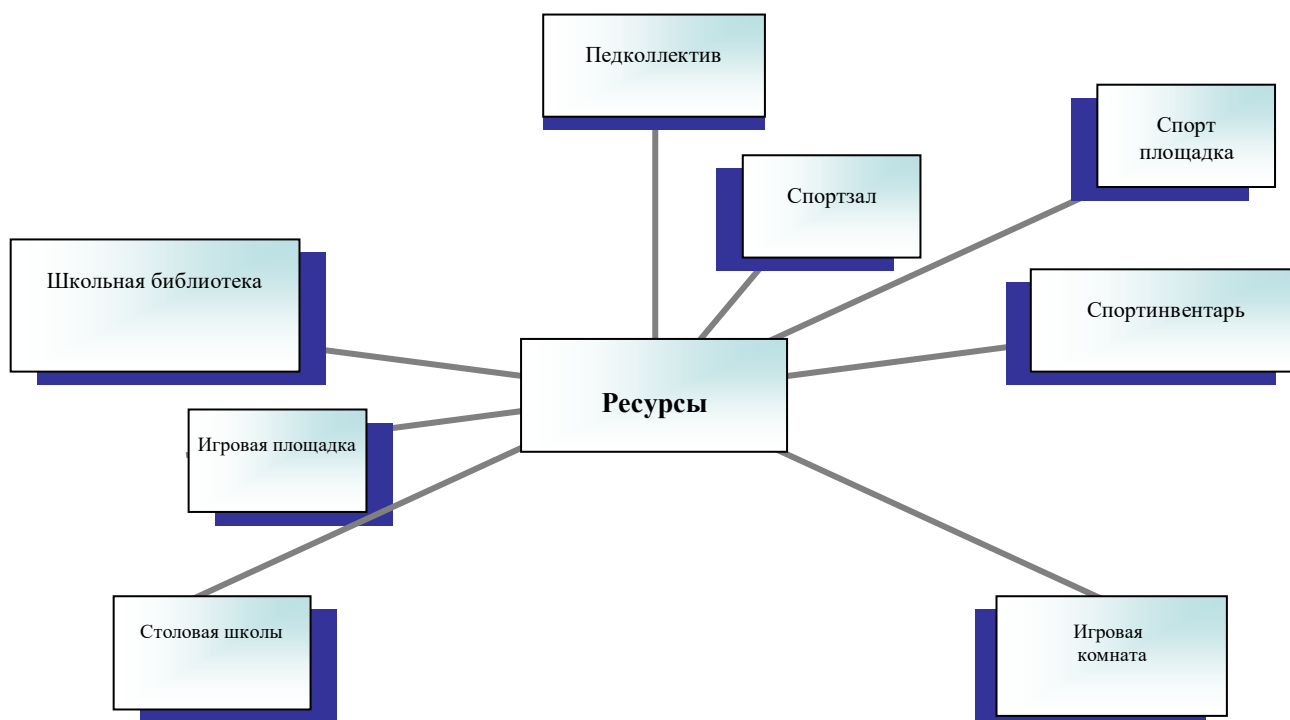 Педколлектив
Спорт
площадка
Спортзал
Школьная библиотека
Спортинвентарь
Ресурсы
Игровая площадка
Столовая школы
Игровая
комната